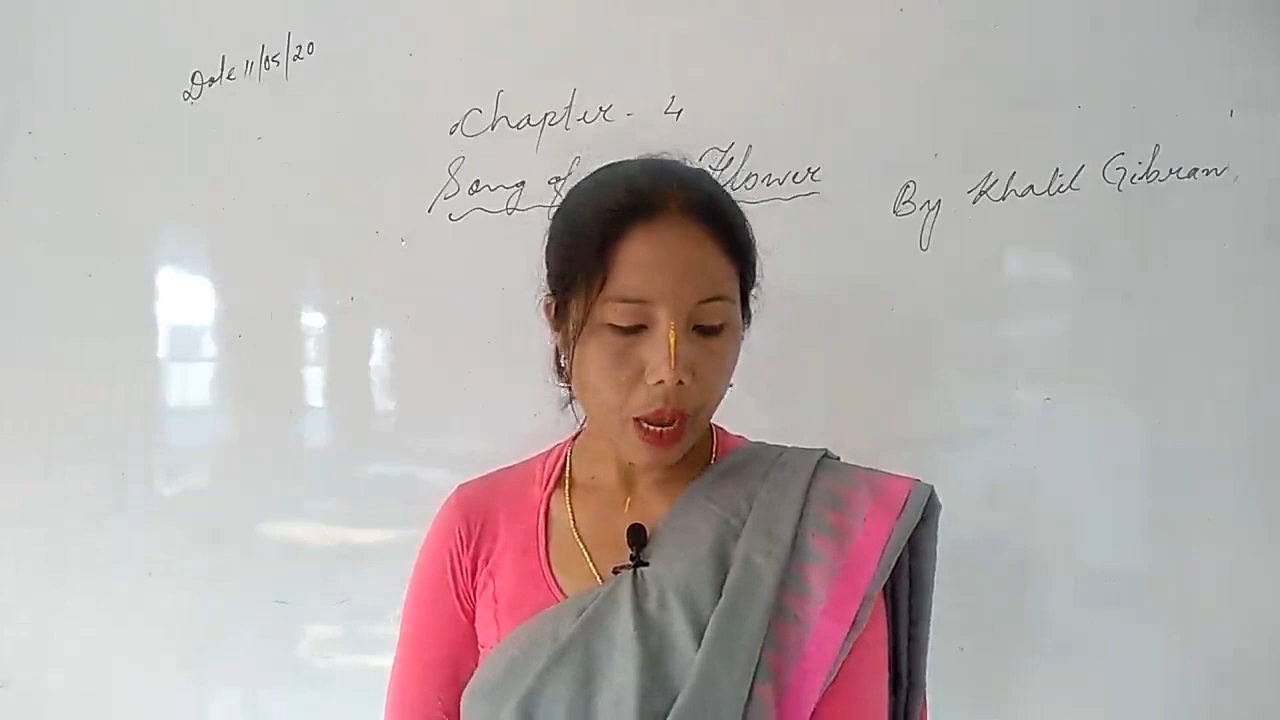 Date 11/05/20
Chapter - 4
Song of Flower
By Khalil Gibran,